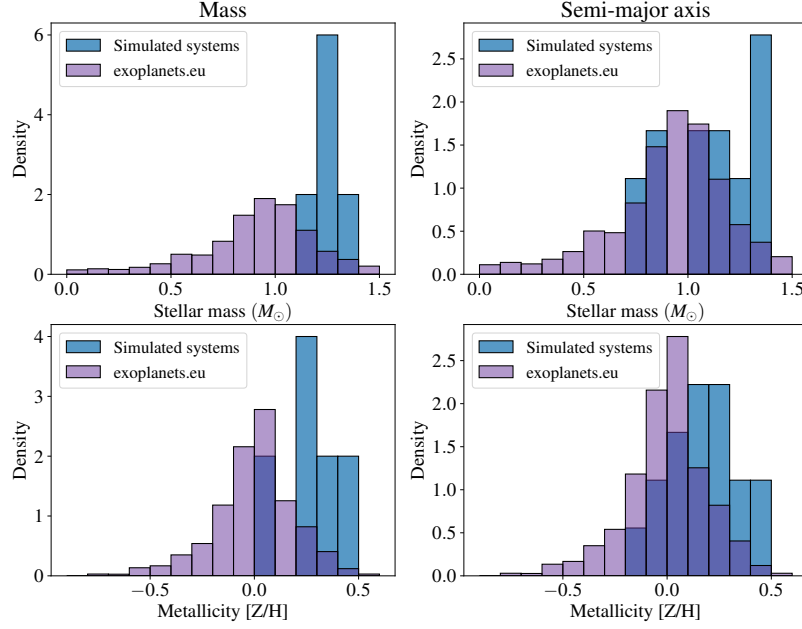 Mass
6
4
2
0
Density
Simulated systems
exoplanets.eu
0.0 0.5 1.0 1.5
Stellar mass (M☉)
Semi-major axis
2.5
2.0
1.5
1.0
0.5
0.0
Density
Simulated systems
exoplanets.eu
0.0 0.5 1.0 1.5
Stellar mass (M☉)
4
3
2
1
0
Density
Simulated systems
exoplanets.eu
−0.5 0.0 0.5
Metallicity [Z/H]
2.5
2.0
1.5
1.0
0.5
0.0
Density
Simulated systems
exoplanets.eu
−0.5 0.0 0.5
Metallicity [Z/H]